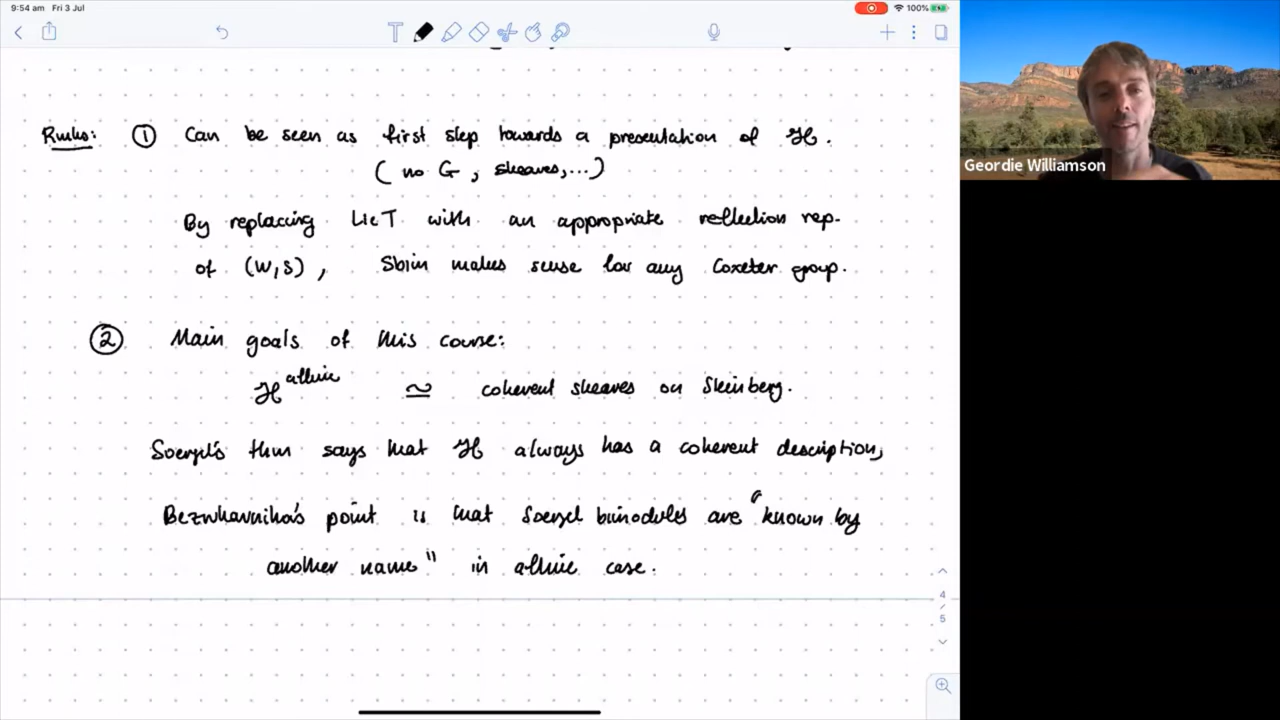 9:54 am Fri 3 Jul
100%
Rmks: ① Can be seen as first step towards a presentation of ℋ.
(no G, sheaves,...)
By replacing Lie T with an appropriate reflection rep.
of (W,S), Sbim makes sense for any Coxeter group.
② Main goals of this course:
ℋ^affine ≃ coherent sheaves on Steinberg.
Soergel's thm says that ℋ always has a coherent description,
Bezrukavnikov's point is that Soergel bimodules are "known by
another name" in affine case.
4
/
5
Geordie Williamson